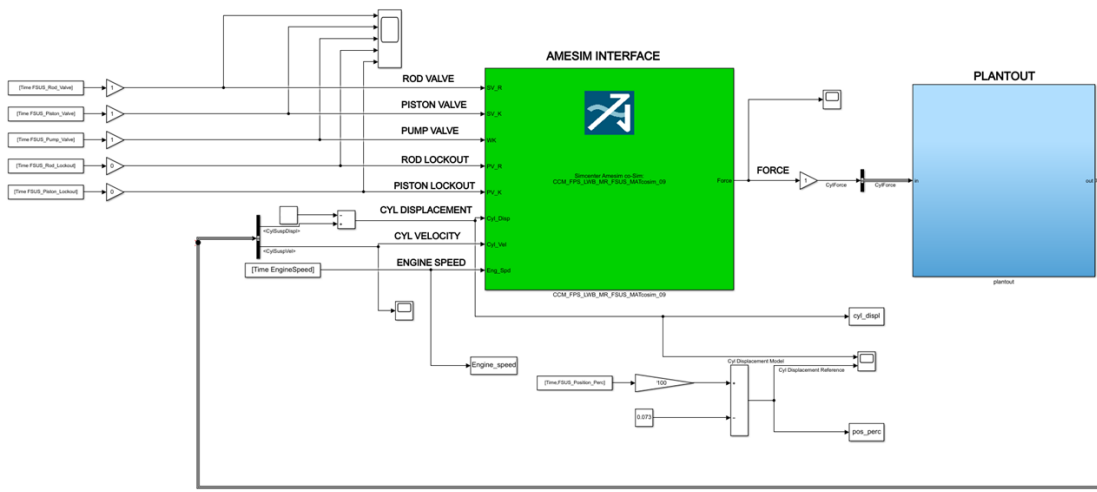 AMESIM INTERFACE
PLANTOUT
[Time FSUS_Rod_Valve]
1
ROD VALVE
SV_R
[Time FSUS_Piston_Valve]
1
PISTON VALVE
SV_K
[Time FSUS_Pump_Valve]
1
PUMP VALVE
WK
[Time FSUS_Rod_Lockout]
0
ROD LOCKOUT
PV_R
[Time FSUS_Piston_Lockout]
0
PISTON LOCKOUT
PV_K
Simcenter Amesim co-Sim:
CCM_FPS_LWB_MR_FSUS_MATcosim_09
Force
FORCE
1
CylForce
CylForce
in
out
CYL DISPLACEMENT
Cyl_Disp
<CylSuspDispl>
CYL VELOCITY
Cyl_Vel
<CylSuspVel>
[Time EngineSpeed]
ENGINE SPEED
Eng_Spd
CCM_FPS_LWB_MR_FSUS_MATcosim_09
plantout
cyl_displ
Engine_speed
Cyl Displacement Model
Cyl Displacement Reference
[Time,FSUS_Position_Perc]
100
0.073
pos_perc